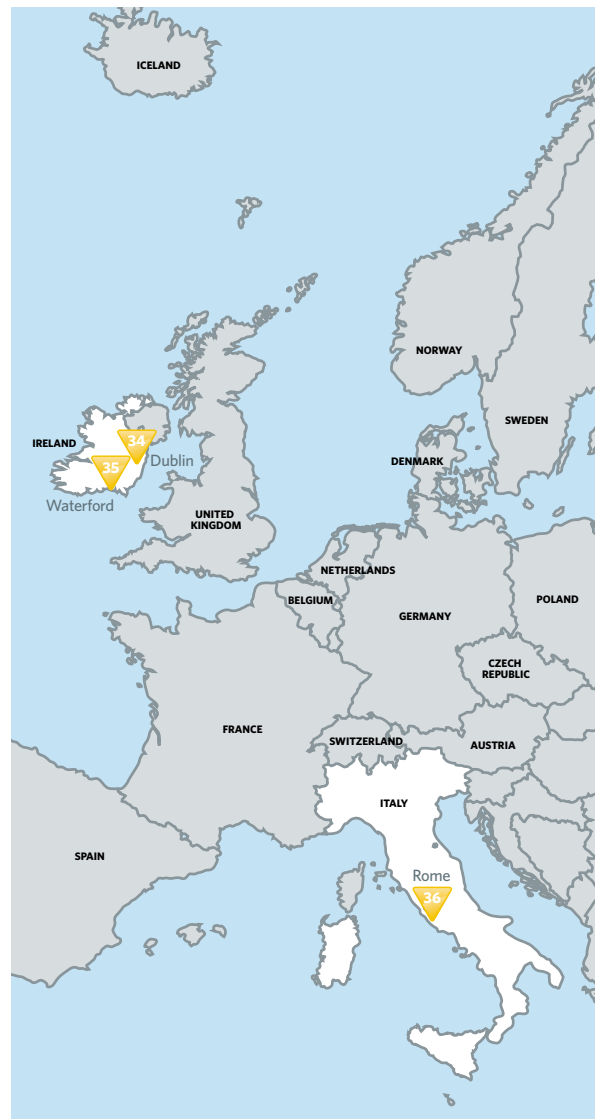 ICELAND
NORWAY
SWEDEN
IRELAND
34
Dublin
DENMARK
35
Waterford
UNITED
KINGDOM
NETHERLANDS
BELGIUM
POLAND
GERMANY
CZECH
REPUBLIC
FRANCE
SWITZERLAND
AUSTRIA
ITALY
SPAIN
Rome
36